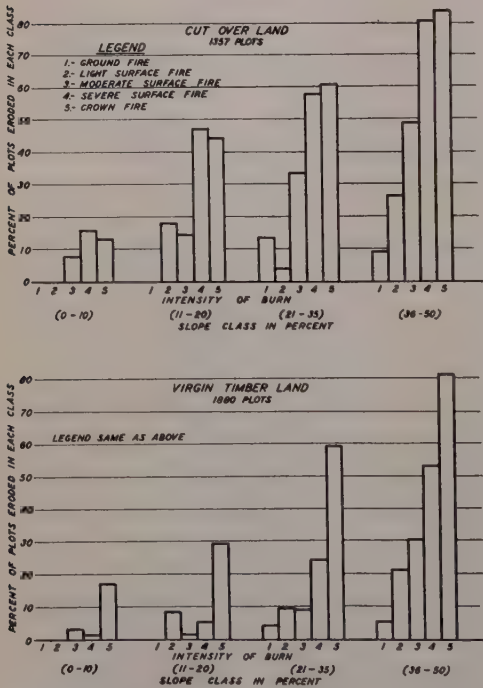 PERCENT OF PLOTS ERODED IN EACH CLASS
CUT OVER LAND
1357 PLOTS
LEGEND
1.- GROUND FIRE
2.- LIGHT SURFACE FIRE
3.- MODERATE SURFACE FIRE
4.- SEVERE SURFACE FIRE
5.- CROWN FIRE
80
70
60
50
40
30
20
10
0
1 2 3 4 5 1 2 3 4 5 1 2 3 4 5 1 2 3 4 5
INTENSITY OF BURN
(0-10) (11-20) (21-35) (36-50)
SLOPE CLASS IN PERCENT
PERCENT OF PLOTS ERODED IN EACH CLASS
VIRGIN TIMBER LAND
1880 PLOTS
LEGEND SAME AS ABOVE
80
70
60
50
40
30
20
10
0
1 2 3 4 5 1 2 3 4 5 1 2 3 4 5 1 2 3 4 5
INTENSITY OF BURN
(0-10) (11-20) (21-35) (36-50)
SLOPE CLASS IN PERCENT